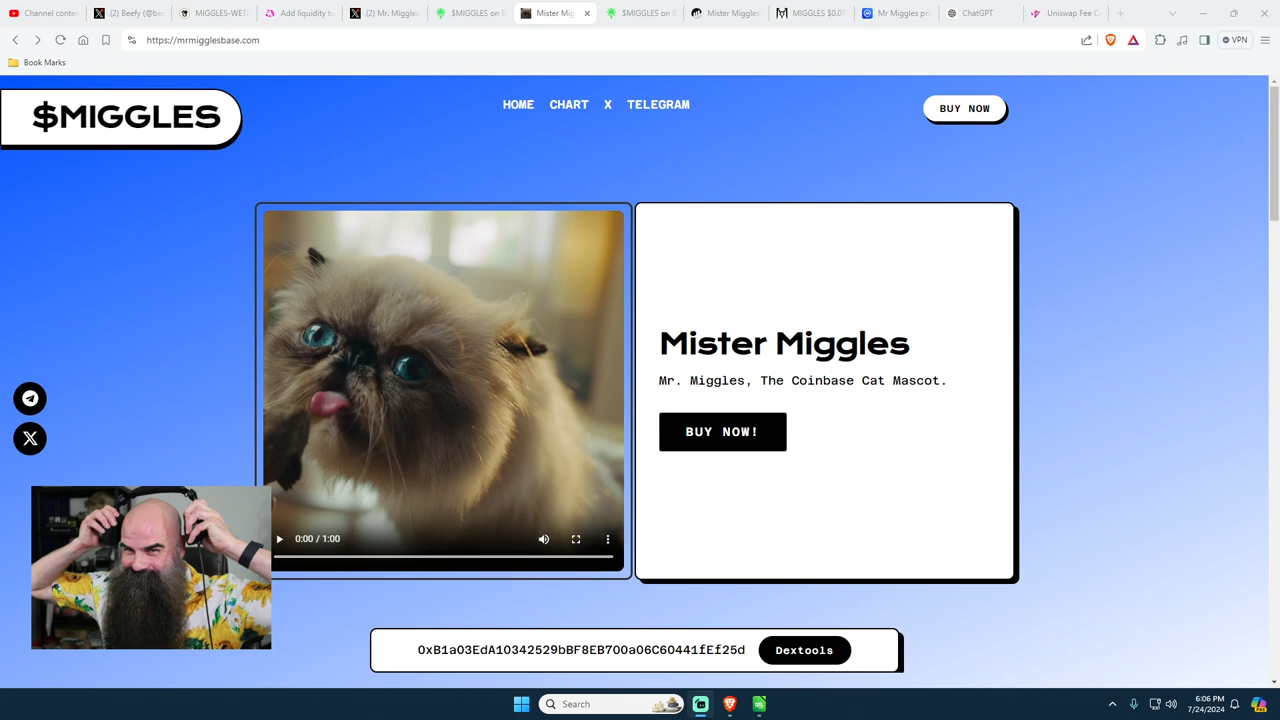 Channel conten
(2) Beefy (@be
MIGGLES-WETH
Add liquidity to
(2) Mr. Miggles
$MIGGLES on B
Mister Mig
$MIGGLES on B
Mister Miggles
MIGGLES $0.07
Mr Miggles pri
ChatGPT
Uniswap Fee C
https://mrmigglesbase.com
VPN
Book Marks
$MIGGLES
HOME CHART X TELEGRAM
BUY NOW
Mister Miggles
Mr. Miggles, The Coinbase Cat Mascot.
BUY NOW!
0:00 / 1:00
0xB1a03EdA10342529bBF8EB700a06C60441fEf25d
Dextools
Search
6:06 PM
7/24/2024